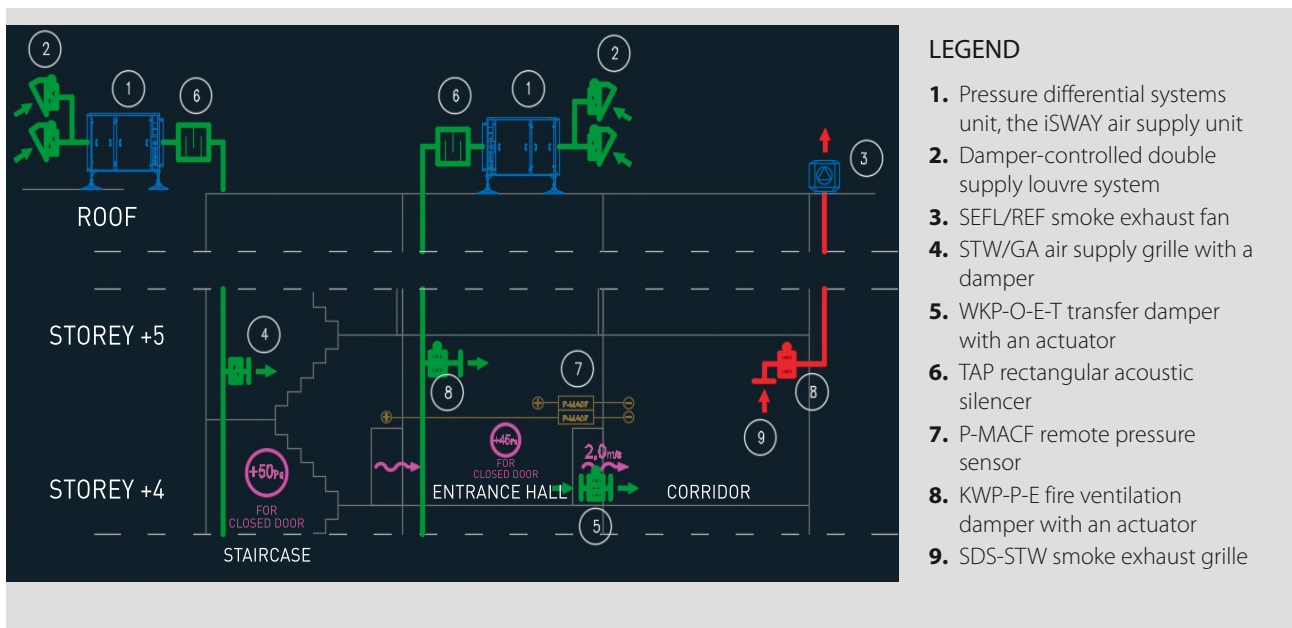 2
1
6
6
1
2
3
ROOF
STOREY +5
4
8
7
P-MACF
P-MACF
8
9
+50Pa
FOR
CLOSED DOOR
+45Pa
FOR
CLOSED DOOR
2,0m/s
STOREY +4
ENTRANCE HALL
CORRIDOR
5
STAIRCASE
LEGEND
1. Pressure differential systems
unit, the iSWAY air supply unit
2. Damper-controlled double
supply louvre system
3. SEFL/REF smoke exhaust fan
4. STW/GA air supply grille with a
damper
5. WKP-O-E-T transfer damper
with an actuator
6. TAP rectangular acoustic
silencer
7. P-MACF remote pressure
sensor
8. KWP-P-E fire ventilation
damper with an actuator
9. SDS-STW smoke exhaust grille